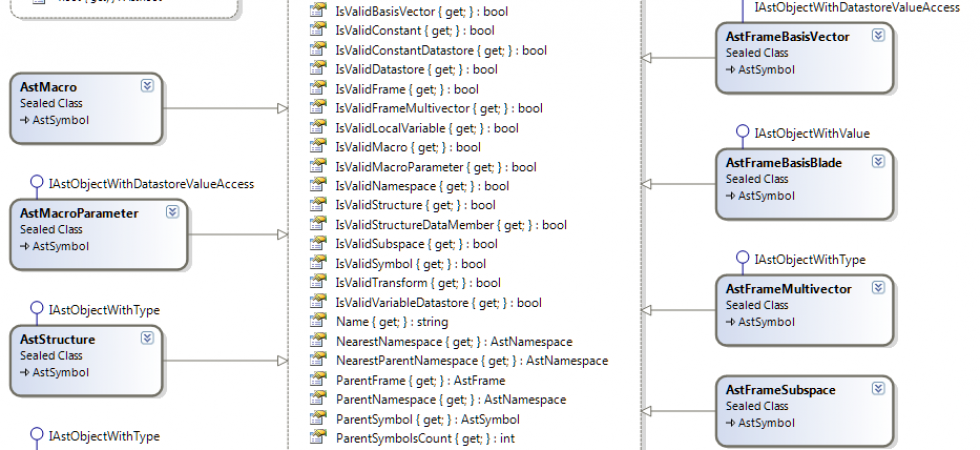 IsValidBasisVector { get; } : bool
IsValidConstant { get; } : bool
IsValidConstantDatastore { get; } : bool
IsValidDatastore { get; } : bool
IsValidFrame { get; } : bool
IsValidFrameMultivector { get; } : bool
IsValidLocalVariable { get; } : bool
IsValidMacro { get; } : bool
IsValidMacroParameter { get; } : bool
IsValidNamespace { get; } : bool
IsValidStructure { get; } : bool
IsValidStructureDataMember { get; } : bool
IsValidSubspace { get; } : bool
IsValidSymbol { get; } : bool
IsValidTransform { get; } : bool
IsValidVariableDatastore { get; } : bool
Name { get; } : string
NearestNamespace { get; } : AstNamespace
NearestParentNamespace { get; } : AstNamespace
ParentFrame { get; } : AstFrame
ParentNamespace { get; } : AstNamespace
ParentSymbol { get; } : AstSymbol
ParentSymbolsCount { get; } : int
AstMacro
Sealed Class
AstSymbol
IAstObjectWithDatastoreValueAccess
AstMacroParameter
Sealed Class
AstSymbol
IAstObjectWithType
AstStructure
Sealed Class
AstSymbol
IAstObjectWithType
IAstObjectWithDatastoreValueAccess
AstFrameBasisVector
Sealed Class
AstSymbol
IAstObjectWithValue
AstFrameBasisBlade
Sealed Class
AstSymbol
IAstObjectWithType
AstFrameMultivector
Sealed Class
AstSymbol
AstFrameSubspace
Sealed Class
AstSymbol